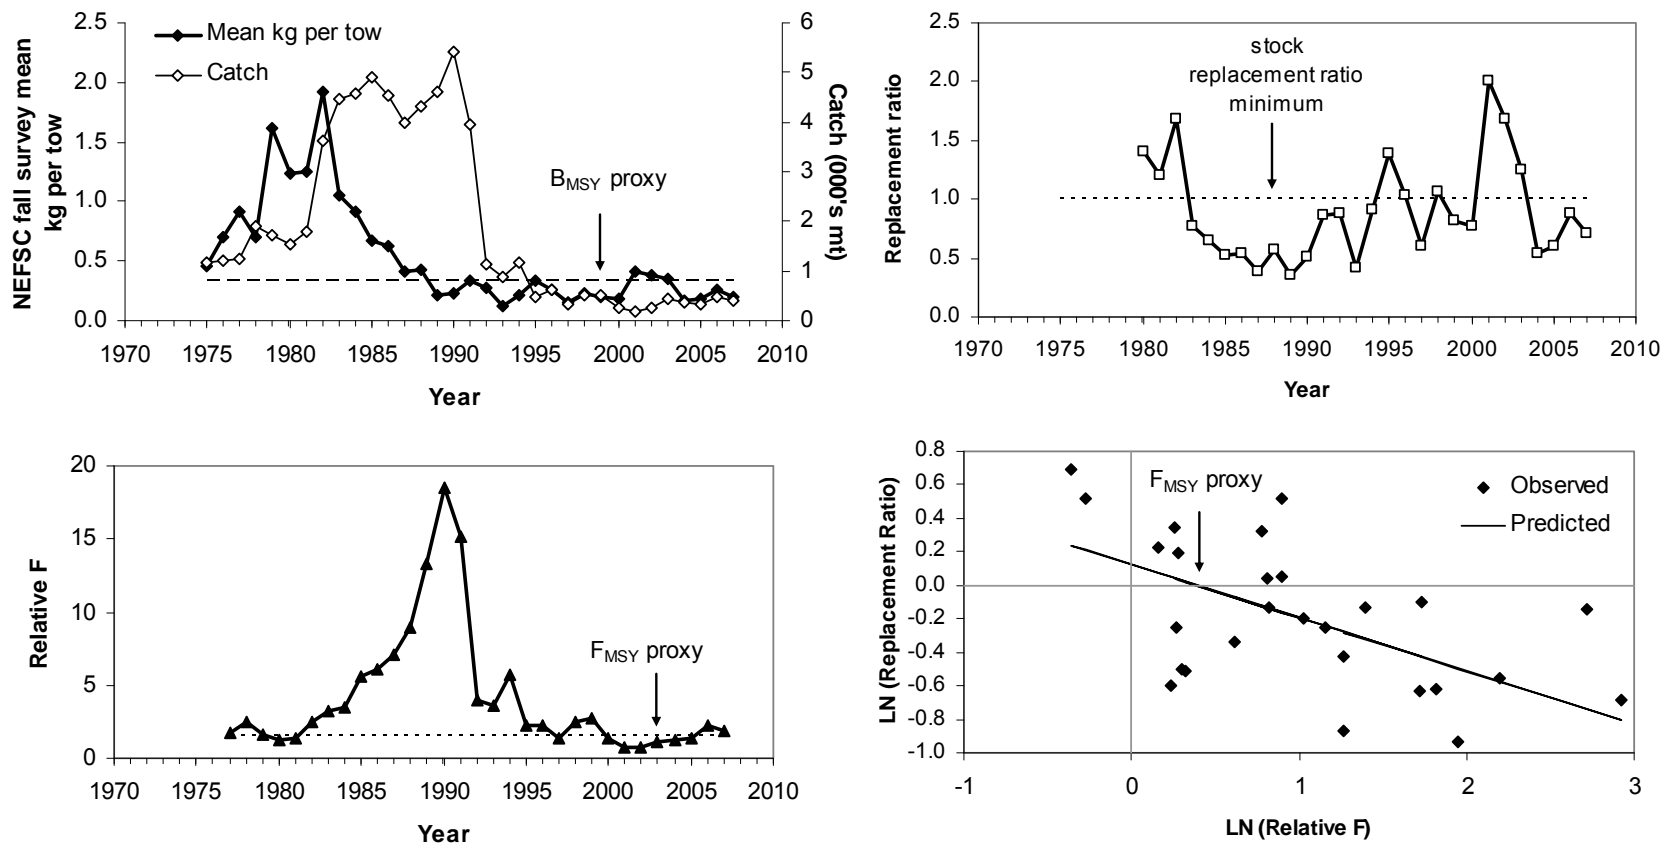 NEFSC fall survey mean
kg per tow
2.5
2.0
1.5
1.0
0.5
0.0
Mean kg per tow
Catch
B_MSY proxy
6
5
4
3
2
1
0
Catch (000's mt)
1970 1975 1980 1985 1990 1995 2000 2005 2010
Year
Replacement ratio
2.5
2.0
1.5
1.0
0.5
0.0
stock
replacement ratio
minimum
1970 1975 1980 1985 1990 1995 2000 2005 2010
Year
Relative F
20
15
10
5
0
F_MSY proxy
1970 1975 1980 1985 1990 1995 2000 2005 2010
Year
LN (Replacement Ratio)
0.8
0.6
0.4
0.2
0.0
-0.2
-0.4
-0.6
-0.8
-1.0
F_MSY proxy
Observed
Predicted
-1 0 1 2 3
LN (Relative F)